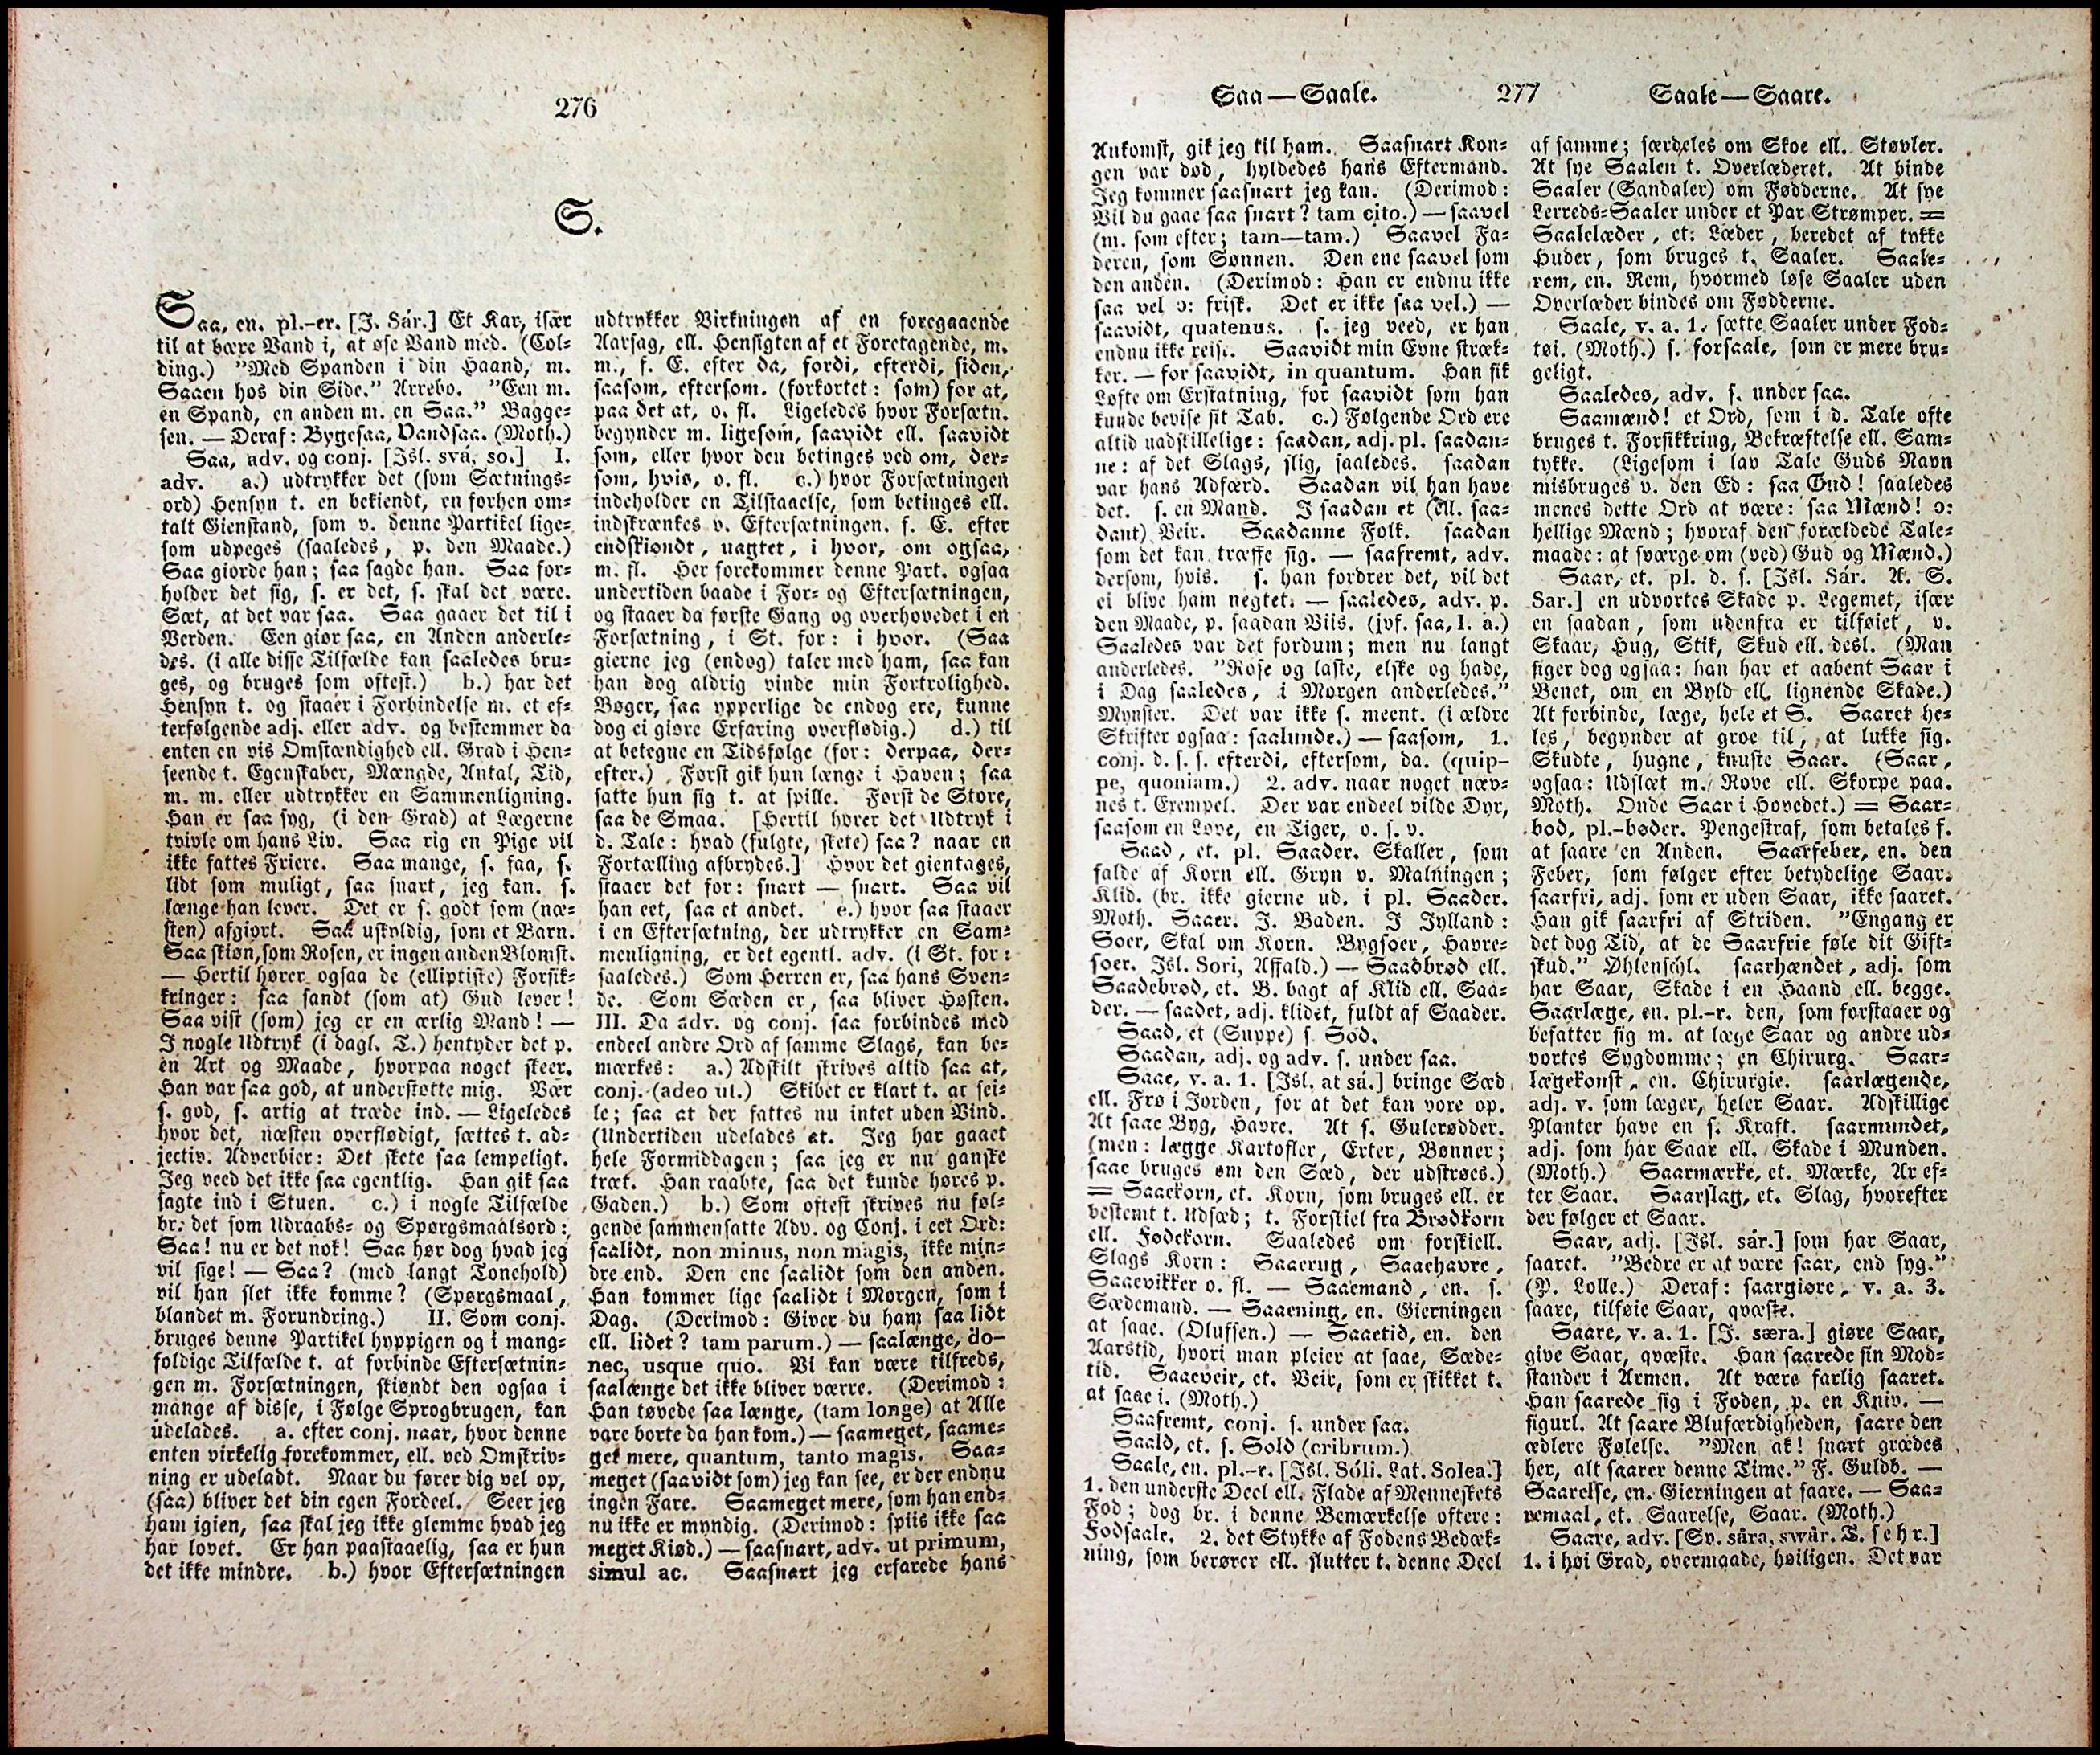 276
S.
Saa, en. pl.-er. [J. Sár.] Et Kar, især
til at bære Vand i, at øse Vand med. (Col-
ding.) ”Med Spanden i din Haand, m.
Saaen hos din Side.” Arrebo. ”Een m.
en Spand, en anden m. en Saa.” Bagge-
sen. — Deraf: Bygesaa, Vandsaa. (Moth.)
Saa, adv. og conj. [Isl. svá, so.] I.
adv. a.) udtrykker det (som Sætnings-
ord) Hensyn t. en bekiendt, en forhen om-
talt Gienstand, som v. denne Partikel lige-
som udpeges (saaledes, p. den Maade.)
Saa giorde han; saa sagde han. Saa for-
holder det sig, s. er det, s. skal det være.
Sæt, at det var saa. Saa gaaer det til i
Verden. Een giør saa, en Anden anderle-
des. (i alle disse Tilfælde kan saaledes bru-
ges, og bruges som oftest.) b.) har det
Hensyn t. og staaer i Forbindelse m. et ef-
terfølgende adj. eller adv. og bestemmer da
enten en vis Omstændighed ell. Grad i Hen-
seende t. Egenskaber, Mængde, Antal, Tid,
m. m. eller udtrykker en Sammenligning.
Han er saa syg, (i den Grad) at Lægerne
tvivle om hans Liv. Saa rig en Pige vil
ikke fattes Friere. Saa mange, s. faa, s.
lidt som muligt, saa snart, jeg kan. s.
længe han lever. Det er s. godt som (næ-
sten) afgiort. Saa uskyldig, som et Barn.
Saa skiøn, som Rosen, er ingen anden Blomst.
— Hertil hører ogsaa de (elliptiske) Forsik-
kringer: saa sandt (som at) Gud lever!
Saa vist (som) jeg er en ærlig Mand! —
I nogle Udtryk (i dagl. T.) hentyder det p.
en Art og Maade, hvorpaa noget skeer.
Han var saa god, at understøtte mig. Vær
s. god, s. artig at træde ind. — Ligeledes
hvor det, næsten overflødigt, sættes t. ad-
jectiv. Adverbier: Det skete saa lempeligt.
Jeg veed det ikke saa egentlig. Han gik saa
sagte ind i Stuen. c.) i nogle Tilfælde
br. det som Udraabs- og Spørgsmaalsord:
Saa! nu er det nok! Saa hør dog hvad jeg
vil sige! — Saa? (med langt Tonehold)
vil han slet ikke komme? (Spørgsmaal,
blandet m. Forundring.) II. Som conj.
bruges denne Partikel hyppigen og i mang-
foldige Tilfælde t. at forbinde Eftersætnin-
gen m. Forsætningen, skiøndt den ogsaa i
mange af disse, i Følge Sprogbrugen, kan
udelades. a. efter conj. naar, hvor denne
enten virkelig forekommer, ell. ved Omskriv-
ning er udeladt. Naar du fører dig vel op,
(saa) bliver det din egen Fordeel. Seer jeg
ham igien, saa skal jeg ikke glemme hvad jeg
har lovet. Er han paastaaelig, saa er hun
det ikke mindre. b.) hvor Eftersætningen
udtrykker Virkningen af en foregaaende
Aarsag, ell. Hensigten af et Foretagende, m.
m., f. E. efter da, fordi, efterdi, siden,
saasom, eftersom. (forkortet: som) for at,
paa det at, o. fl. Ligeledes hvor Forsætn.
begynder m. ligesom, saavidt ell. saavidt
som, eller hvor den betinges ved om, der-
som, hvis, o. fl. c.) hvor Forsætningen
indeholder en Tilstaaelse, som betinges ell.
indskrænkes v. Eftersætningen. f. E. efter
endskiøndt, uagtet, i hvor, om ogsaa,
m. fl. Her forekommer denne Part. ogsaa
undertiden baade i For- og Eftersætningen,
og staaer da første Gang og overhovedet i en
Forsætning, i St. for: i hvor. (Saa
gierne jeg (endog) taler med ham, saa kan
han dog aldrig vinde min Fortrolighed.
Bøger, saa ypperlige de endog ere, kunne
dog ei giøre Erfaring overflødig.) d.) til
at betegne en Tidsfølge (for: derpaa, der-
efter.) Først gik hun længe i Haven; saa
satte hun sig t. at spille. Først de Store,
saa de Smaa. [Hertil hører det Udtryk i
d. Tale: hvad (fulgte, skete) saa? naar en
Fortælling afbrydes.] Hvor det gientages,
staaer det for: snart — snart. Saa vil
han eet, saa et andet. e.) hvor saa staaer
i en Eftersætning, der udtrykker en Sam-
menligning, er det egentl. adv. (i St. for:
saaledes.) Som Herren er, saa hans Sven-
de. Som Sæden er, saa bliver Høsten.
III. Da adv. og conj. saa forbindes med
endeel andre Ord af samme Slags, kan be-
mærkes: a.) Adskilt skrives altid saa at,
conj. (adeo ut.) Skibet er klart t. at sei-
le; saa at der fattes nu intet uden Vind.
(Undertiden udelades at. Jeg har gaaet
hele Formiddagen; saa jeg er nu ganske
træt. Han raabte, saa det kunde høres p.
Gaden.) b.) Som oftest skrives nu føl-
gende sammensatte Adv. og Conj. i eet Ord:
saalidt, non minus, non magis, ikke min-
dre end. Den ene saalidt som den anden.
Han kommer lige saalidt i Morgen, som i
Dag. (Derimod: Giver du ham saa lidt
ell. lidet? tam parum.) — saalænge, do-
nec, usque quo. Vi kan være tilfreds,
saalænge det ikke bliver værre. (Derimod:
Han tøvede saa længe, (tam longe) at Alle
vare borte da han kom.) — saameget, saame-
get mere, quantum, tanto magis. Saa-
meget (saavidt som) jeg kan see, er der endnu
ingen Fare. Saameget mere, som han end-
nu ikke er myndig. (Derimod: spiis ikke saa
meget Kiød.) — saasnart, adv. ut primum,
simul ac. Saasnart jeg erfarede hans
Saa — Saale. 277 Saale — Saare.
Ankomst, gik jeg til ham. Saasnart Kon-
gen var død, hyldedes hans Eftermand.
Jeg kommer saasnart jeg kan. (Derimod:
Vil du gaae saa snart? tam cito.) — saavel
(m. som efter; tam—tam.) Saavel Fa-
deren, som Sønnen. Den ene saavel som
den anden. (Derimod: Han er endnu ikke
saa vel ɔ: frisk. Det er ikke saa vel.) —
saavidt, quatenus. s. jeg veed, er han
endnu ikke reist. Saavidt min Evne stræk-
ker. — for saavidt, in quantum. Han fik
Løfte om Erstatning, for saavidt som han
kunde bevise sit Tab. c.) Følgende Ord ere
altid uadskillelige: saadan, adj. pl. saadan-
ne: af det Slags, slig, saaledes. saadan
var hans Adfærd. Saadan vil han have
det. s. en Mand. I saadan et (ell. saa-
dant) Veir. Saadanne Folk. saadan
som det kan træffe sig. — saafremt, adv.
dersom, hvis. s. han fordrer det, vil det
ei blive ham negtet. — saaledes, adv. p.
den Maade, p. saadan Viis. (jvf. saa, I. a.)
Saaledes var det fordum; men nu langt
anderledes. ”Rose og laste, elske og hade,
i Dag saaledes, i Morgen anderledes.”
Mynster. Det var ikke s. meent. (i ældre
Skrifter ogsaa: saalunde.) — saasom, 1.
conj. d. s. s. efterdi, eftersom, da. (quip-
pe, quoniam.) 2. adv. naar noget næv-
nes t. Exempel. Der var endeel vilde Dyr,
saasom en Løve, en Tiger, o. s. v.
Saad, et. pl. Saader. Skaller, som
falde af Korn ell. Gryn v. Malningen;
Klid. (br. ikke gierne ud. i pl. Saader.
Moth. Saaer. J. Baden. I Jylland:
Soer, Skal om Korn. Bygsoer, Havre-
soer. Isl. Sori, Affald.) — Saadbrød ell.
Saadebrød, et. B. bagt af Klid ell. Saa-
der. — saadet, adj. klidet, fuldt af Saader.
Saad, et (Suppe) s. Sod.
Saadan, adj. og adv. s. under saa.
Saae, v. a. 1. [Isl. at sá.] bringe Sæd
ell. Frø i Jorden, for at det kan voxe op.
At saae Byg, Havre. At s. Gulerødder.
(men: lægge Kartofler, Erter, Bønner;
saae bruges om den Sæd, der udstrøes.)
= Saaekorn, et. Korn, som bruges ell. er
bestemt t. Udsæd; t. Forskiel fra Brødkorn
ell. Fødekorn. Saaledes om forskiell.
Slags Korn: Saaerug, Saaehavre,
Saaevikker o. fl. — Saaemand, en. s.
Sædemand. — Saaening, en. Gierningen
at saae. (Olufsen.) — Saaetid, en. den
Aarstid, hvori man pleier at saae, Sæde-
tid. Saaeveir, et. Veir, som er skikket t.
at saae i. (Moth.)
Saafremt, conj. s. under saa.
Saald, et. s. Sold (cribrum.)
Saale, en. pl.-r. [Isl. Sóli. Lat. Solea.]
1. den underste Deel ell. Flade af Menneskets
Fod; dog br. i denne Bemærkelse oftere:
Fodsaale. 2. det Stykke af Fodens Bedæk-
ning, som berører ell. slutter t. denne Deel
af samme; særdeles om Skoe ell. Støvler.
At sye Saalen t. Overlæderet. At binde
Saaler (Sandaler) om Fødderne. At sye
Lerreds-Saaler under et Par Strømper. =
Saalelæder, et: Læder, beredet af tykke
Huder, som bruges t. Saaler. Saale-
rem, en. Rem, hvormed løse Saaler uden
Overlæder bindes om Fødderne.
Saale, v. a. 1. sætte Saaler under Fod-
tøi. (Moth.) s. forsaale, som er mere bru-
geligt.
Saaledes, adv. s. under saa.
Saamænd! et Ord, som i d. Tale ofte
bruges t. Forsikkring, Bekræftelse ell. Sam-
tykke. (Ligesom i lav Tale Guds Navn
misbruges v. den Ed: saa Gud! saaledes
menes dette Ord at være: saa Mænd! ɔ:
hellige Mænd; hvoraf den forældede Tale-
maade: at sværge om (ved) Gud og Mænd.)
Saar, et. pl. d. s. [Isl. Sár. A. S.
Sar.] en udvortes Skade p. Legemet, især
en saadan, som udenfra er tilføiet, v.
Skaar, Hug, Stik, Skud ell. desl. (Man
siger dog ogsaa: han har et aabent Saar i
Benet, om en Byld ell. lignende Skade.)
At forbinde, læge, hele et S. Saaret he-
les, begynder at groe til, at lukke sig.
Skudte, hugne, knuste Saar. (Saar,
ogsaa: Udslæt m. Rove ell. Skorpe paa.
Moth. Onde Saar i Hovedet.) = Saar-
bod, pl.-bøder. Pengestraf, som betales f.
at saare en Anden. Saarfeber, en. den
Feber, som følger efter betydelige Saar.
saarfri, adj. som er uden Saar, ikke saaret.
Han gik saarfri af Striden. ”Engang er
det dog Tid, at de Saarfrie føle dit Gift-
skud.” Øhlenschl. saarhændet, adj. som
har Saar, Skade i en Haand ell. begge.
Saarlæge, en. pl.-r. den, som forstaaer og
befatter sig m. at læge Saar og andre ud-
vortes Sygdomme; en Chirurg. Saar-
lægekonst, en. Chirurgie. saarlægende,
adj. v. som læger, heler Saar. Adskillige
Planter have en s. Kraft. saarmundet,
adj. som har Saar ell. Skade i Munden.
(Moth.) Saarmærke, et. Mærke, Ar ef-
ter Saar. Saarslag, et. Slag, hvorefter
der følger et Saar.
Saar, adj. [Isl. sár.] som har Saar,
saaret. ”Bedre er at være saar, end syg.”
(P. Lolle.) Deraf: saargiøre, v. a. 3.
saare, tilføie Saar, qvæste.
Saare, v. a. 1. [J. særa.] giøre Saar,
give Saar, qvæste. Han saarede sin Mod-
stander i Armen. At være farlig saaret.
Han saarede sig i Foden, p. en Kniv. —
figurl. At saare Blufærdigheden, saare den
ædlere Følelse. ”Men ak! snart grædes
her, alt saarer denne Time.” F. Guldb. —
Saarelse, en. Gierningen at saare. — Saa-
remaal, et. Saarelse, Saar. (Moth.)
Saare, adv. [Sv. såra, swår. T. sehr.]
1. i høi Grad, overmaade, høiligen. Det var